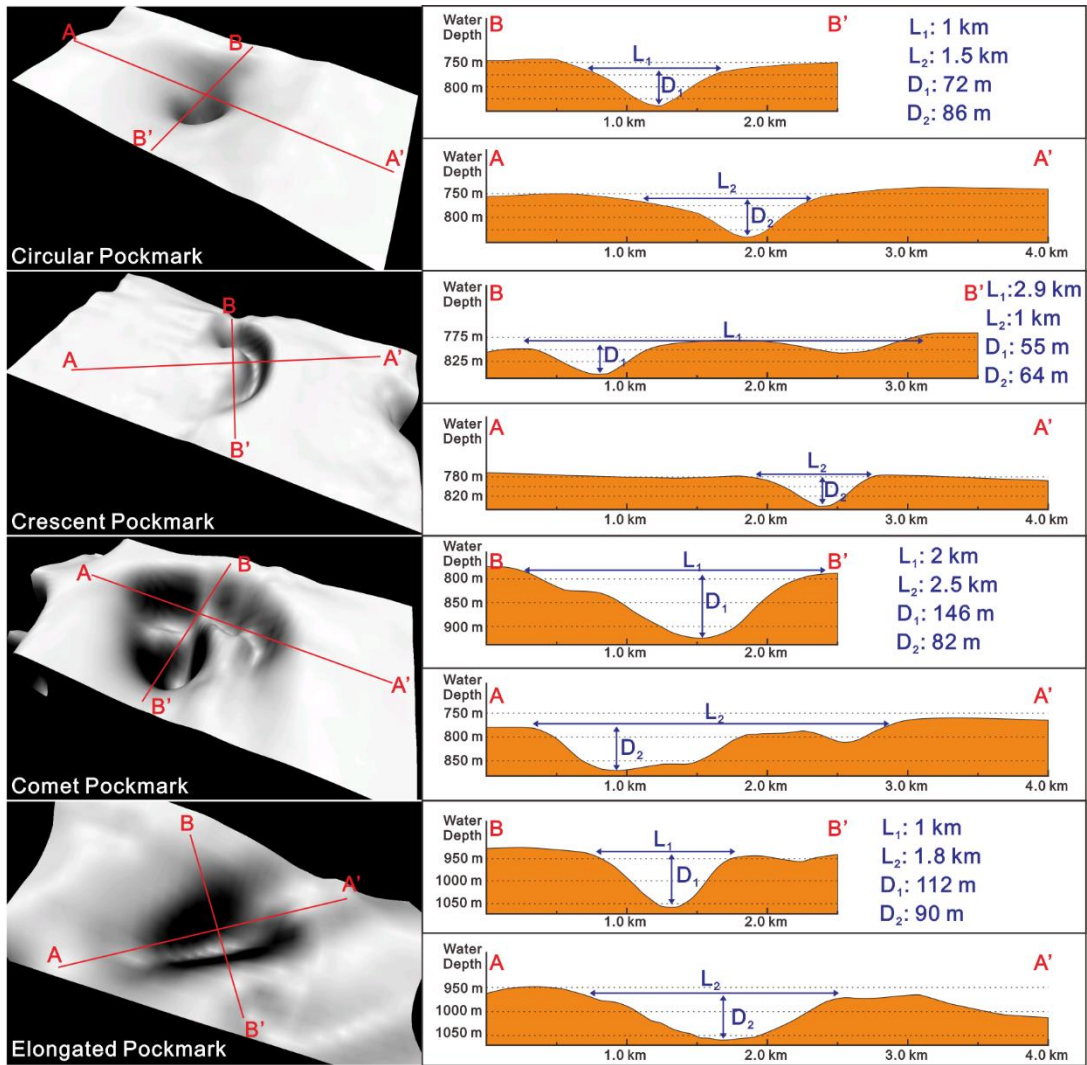 A
B
B'
A'
Circular Pockmark
Water
Depth
B
B'
L₁
D₁
750 m
800 m
1.0 km
2.0 km
L₁: 1 km
L₂: 1.5 km
D₁: 72 m
D₂: 86 m
Water
Depth
A
A'
L₂
D₂
750 m
800 m
1.0 km
2.0 km
3.0 km
4.0 km
B
A
A'
B'
Crescent Pockmark
Water
Depth
B
B'
L₁
D₁
775 m
825 m
1.0 km
2.0 km
3.0 km
L₁:2.9 km
L₂: 1 km
D₁: 55 m
D₂: 64 m
Water
Depth
A
A'
L₂
D₂
780 m
820 m
1.0 km
2.0 km
3.0 km
4.0 km
A
B
B'
A'
Comet Pockmark
Water
Depth
B
B'
L₁
D₁
800 m
850 m
900 m
1.0 km
2.0 km
L₁: 2 km
L₂: 2.5 km
D₁: 146 m
D₂: 82 m
Water
Depth
A
A'
L₂
D₂
750 m
800 m
850 m
1.0 km
2.0 km
3.0 km
4.0 km
B
A'
A
B'
Elongated Pockmark
Water
Depth
B
B'
L₁
D₁
950 m
1000 m
1050 m
1.0 km
2.0 km
L₁: 1 km
L₂: 1.8 km
D₁: 112 m
D₂: 90 m
Water
Depth
A
A'
L₂
D₂
950 m
1000 m
1050 m
1.0 km
2.0 km
3.0 km
4.0 km